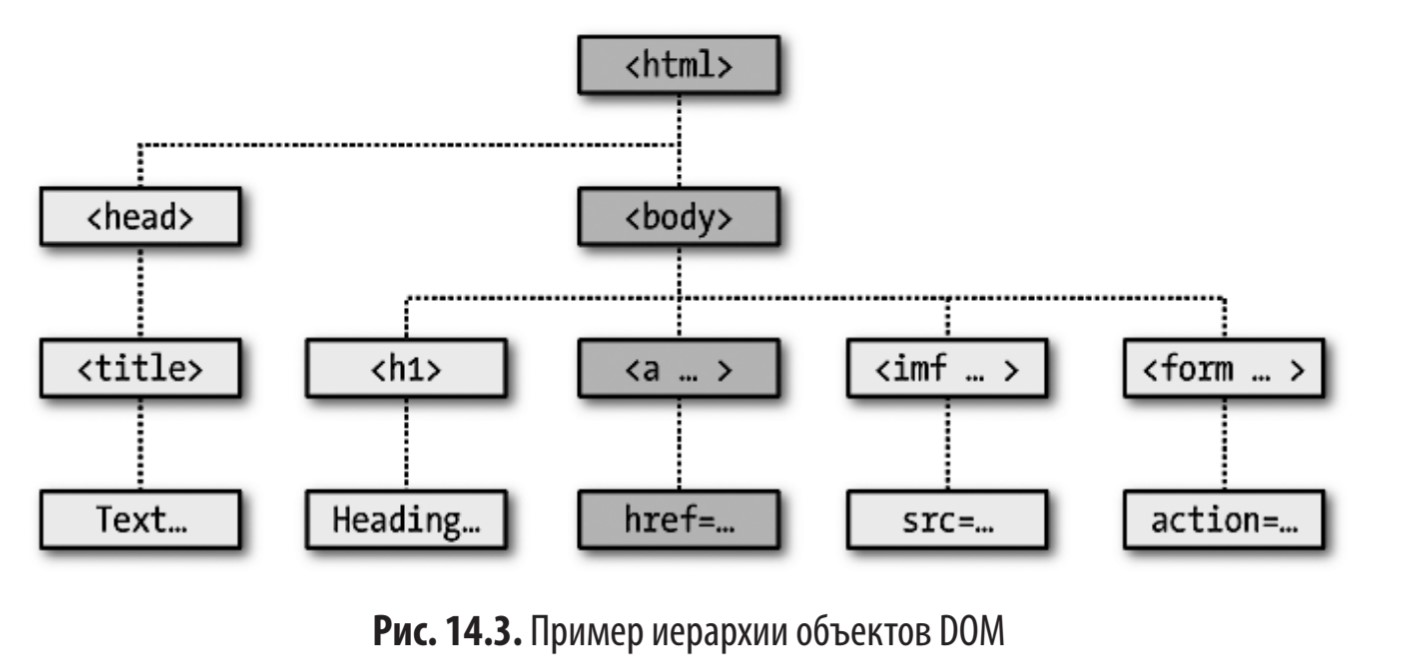 <html>
<head> <body>
<title> <h1> <a … > <imf … > <form … >
Text… Heading… href=… src=… action=…
Рис. 14.3. Пример иерархии объектов DOM